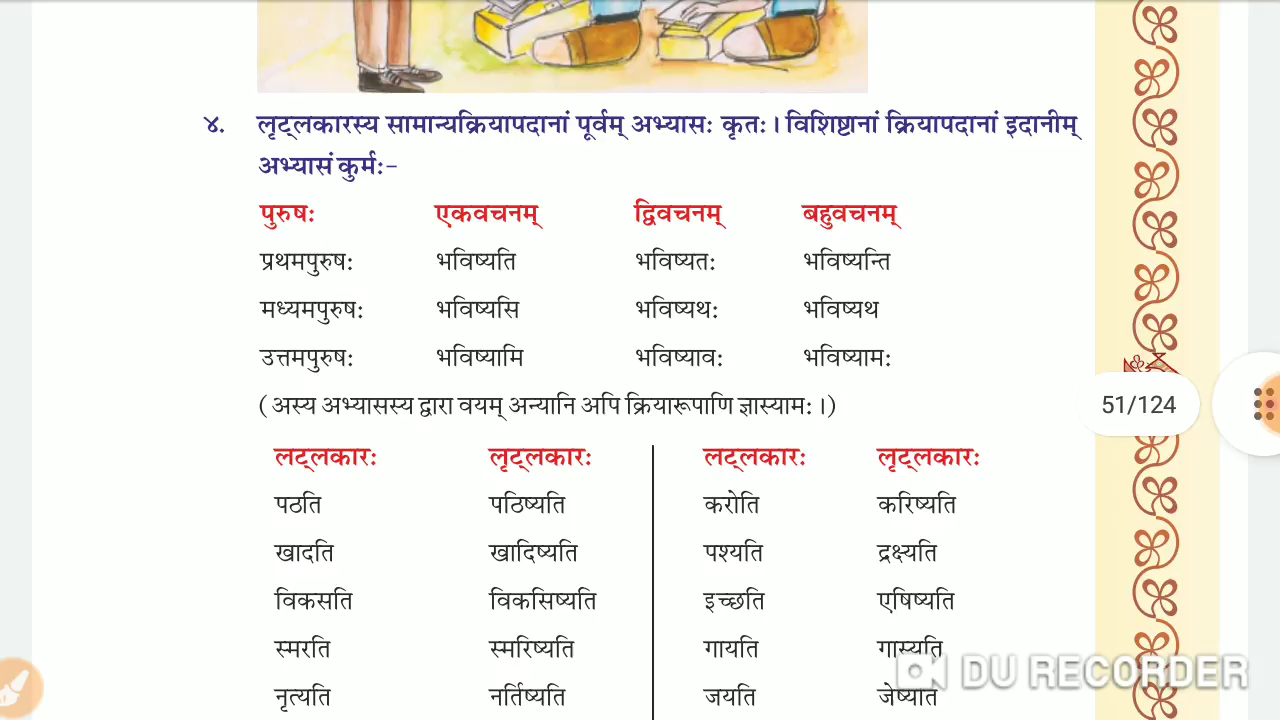 ४. लृट्लकारस्य सामान्यक्रियापदानां पूर्वम् अभ्यासः कृतः। विशिष्टानां क्रियापदानां इदानीम्
अभ्यासं कुर्मः-
पुरुषः एकवचनम् द्विवचनम् बहुवचनम्
प्रथमपुरुषः भविष्यति भविष्यतः भविष्यन्ति
मध्यमपुरुषः भविष्यसि भविष्यथः भविष्यथ
उत्तमपुरुषः भविष्यामि भविष्यावः भविष्यामः
(अस्य अभ्यासस्य द्वारा वयम् अन्यानि अपि क्रियारूपाणि ज्ञास्यामः।)
51/124
लट्लकारः लृट्लकारः लट्लकारः लृट्लकारः
पठति पठिष्यति करोति करिष्यति
खादति खादिष्यति पश्यति द्रक्ष्यति
विकसति विकसिष्यति इच्छति एषिष्यति
स्मरति स्मरिष्यति गायति गास्यति
DU RECORDER
नृत्यति नर्तिष्यति जयति जेष्यति